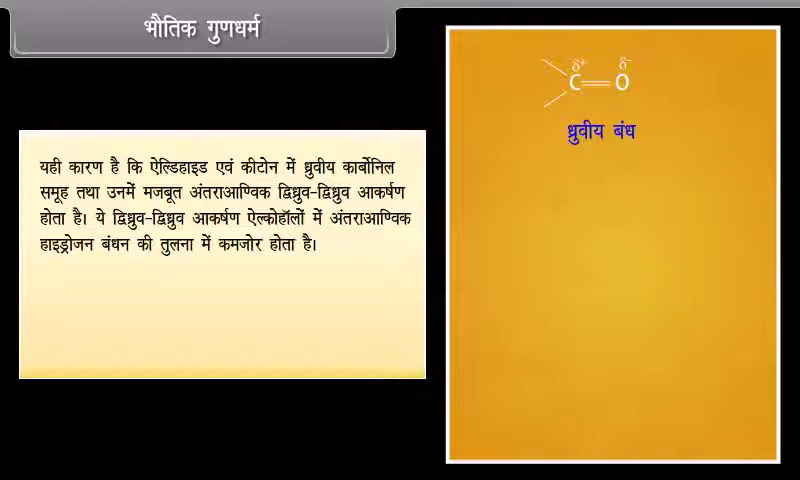 भौतिक गुणधर्म
यही कारण है कि ऐल्डिहाइड एवं कीटोन में ध्रुवीय कार्बोनिल
समूह तथा उनमें मजबूत अंतराआण्विक द्विध्रुव-द्विध्रुव आकर्षण
होता है। ये द्विध्रुव-द्विध्रुव आकर्षण ऐल्कोहॉलों में अंतराआण्विक
हाइड्रोजन बंधन की तुलना में कमजोर होता है।
δ+ δ-
C=O
ध्रुवीय बंध